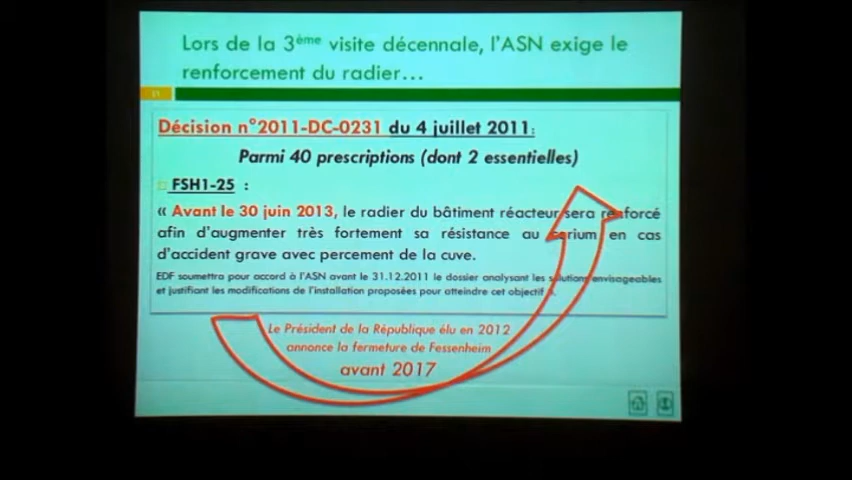 Lors de la 3ème visite décennale, l'ASN exige le
renforcement du radier...
Décision n°2011-DC-0231 du 4 juillet 2011:
Parmi 40 prescriptions (dont 2 essentielles)
FSH1-25 :
« Avant le 30 juin 2013, le radier du bâtiment réacteur sera renforcé
afin d'augmenter très fortement sa résistance au corium en cas
d'accident grave avec percement de la cuve.
EDF soumettra pour accord à l'ASN avant le 31.12.2011 le dossier analysant les solutions envisageables
et justifiant les modifications de l'installation proposées pour atteindre cet objectif
Le Président de la République élu en 2012
annonce la fermeture de Fessenheim
avant 2017